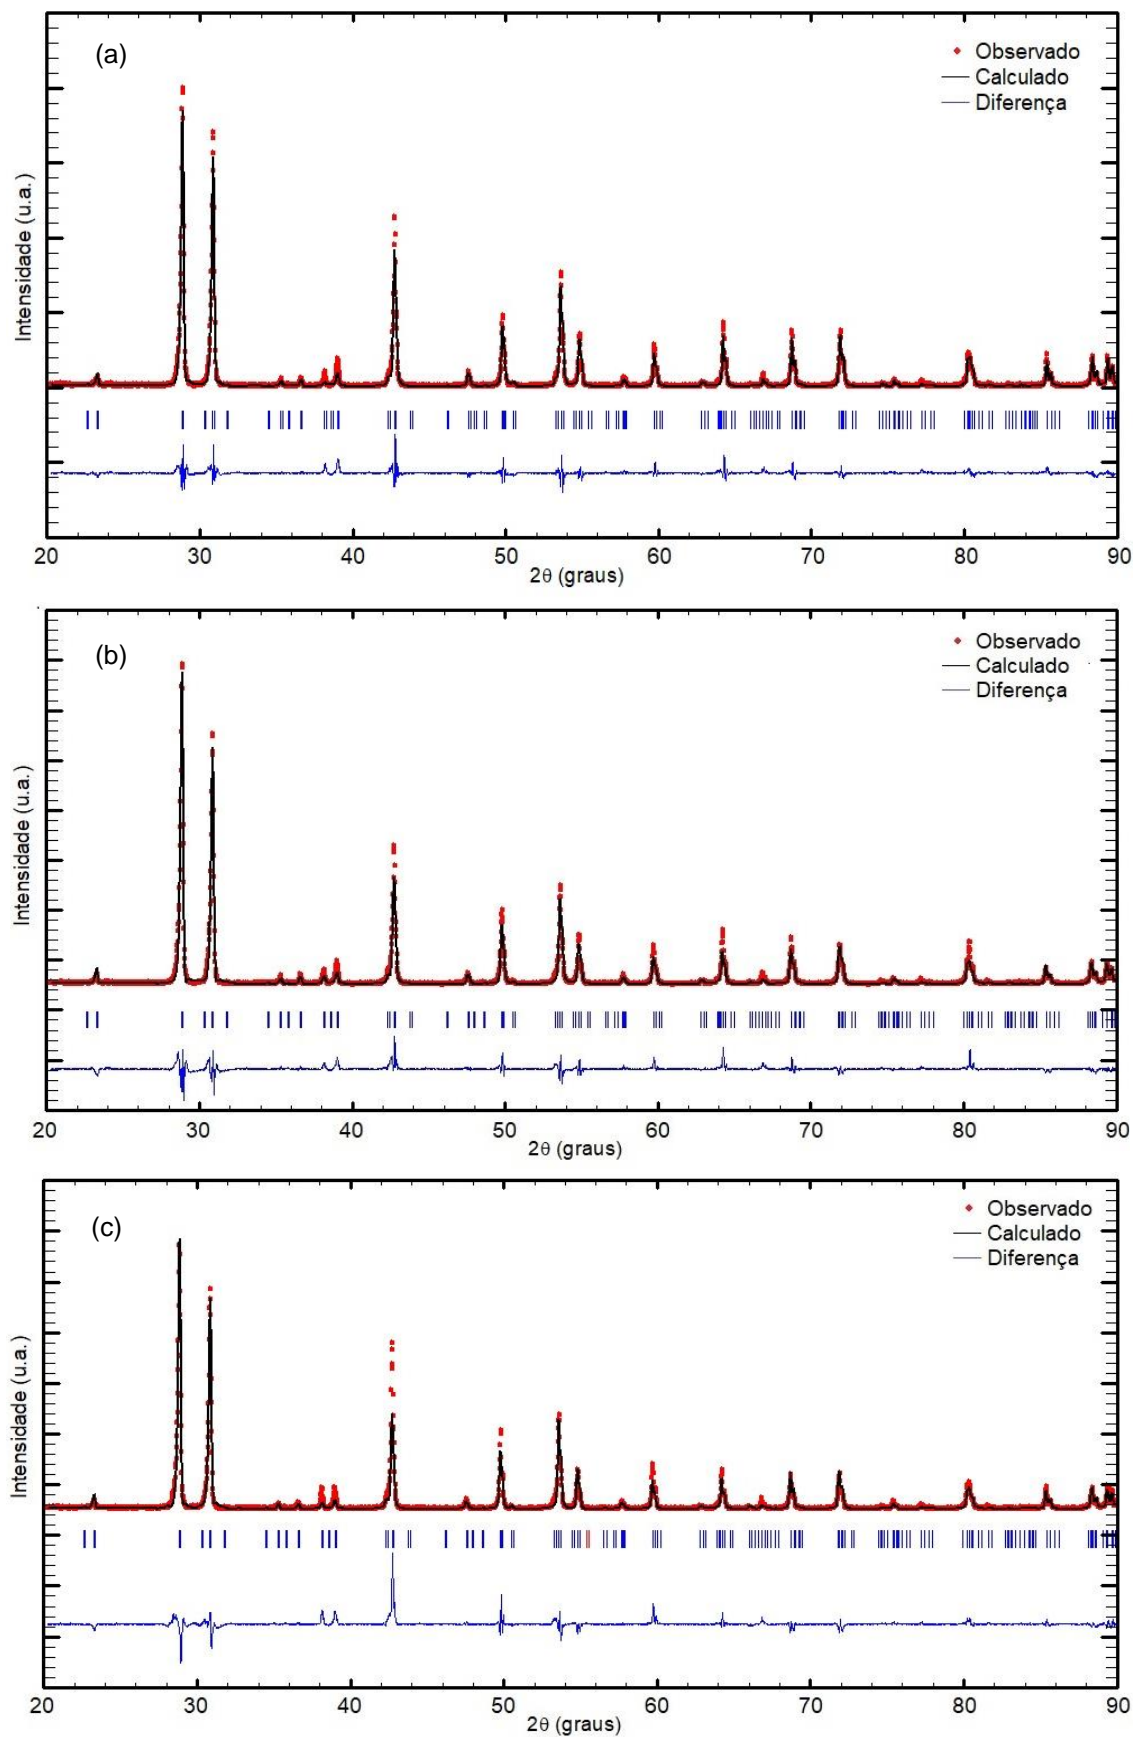 (a)
Observado
Calculado
Diferença
Intensidade (u.a.)
20 30 40 50 60 70 80 90
2θ (graus)
(b)
Observado
Calculado
Diferença
Intensidade (u.a.)
20 30 40 50 60 70 80 90
2θ (graus)
(c)
Observado
Calculado
Diferença
Intensidade (u.a.)
20 30 40 50 60 70 80 90
2θ (graus)